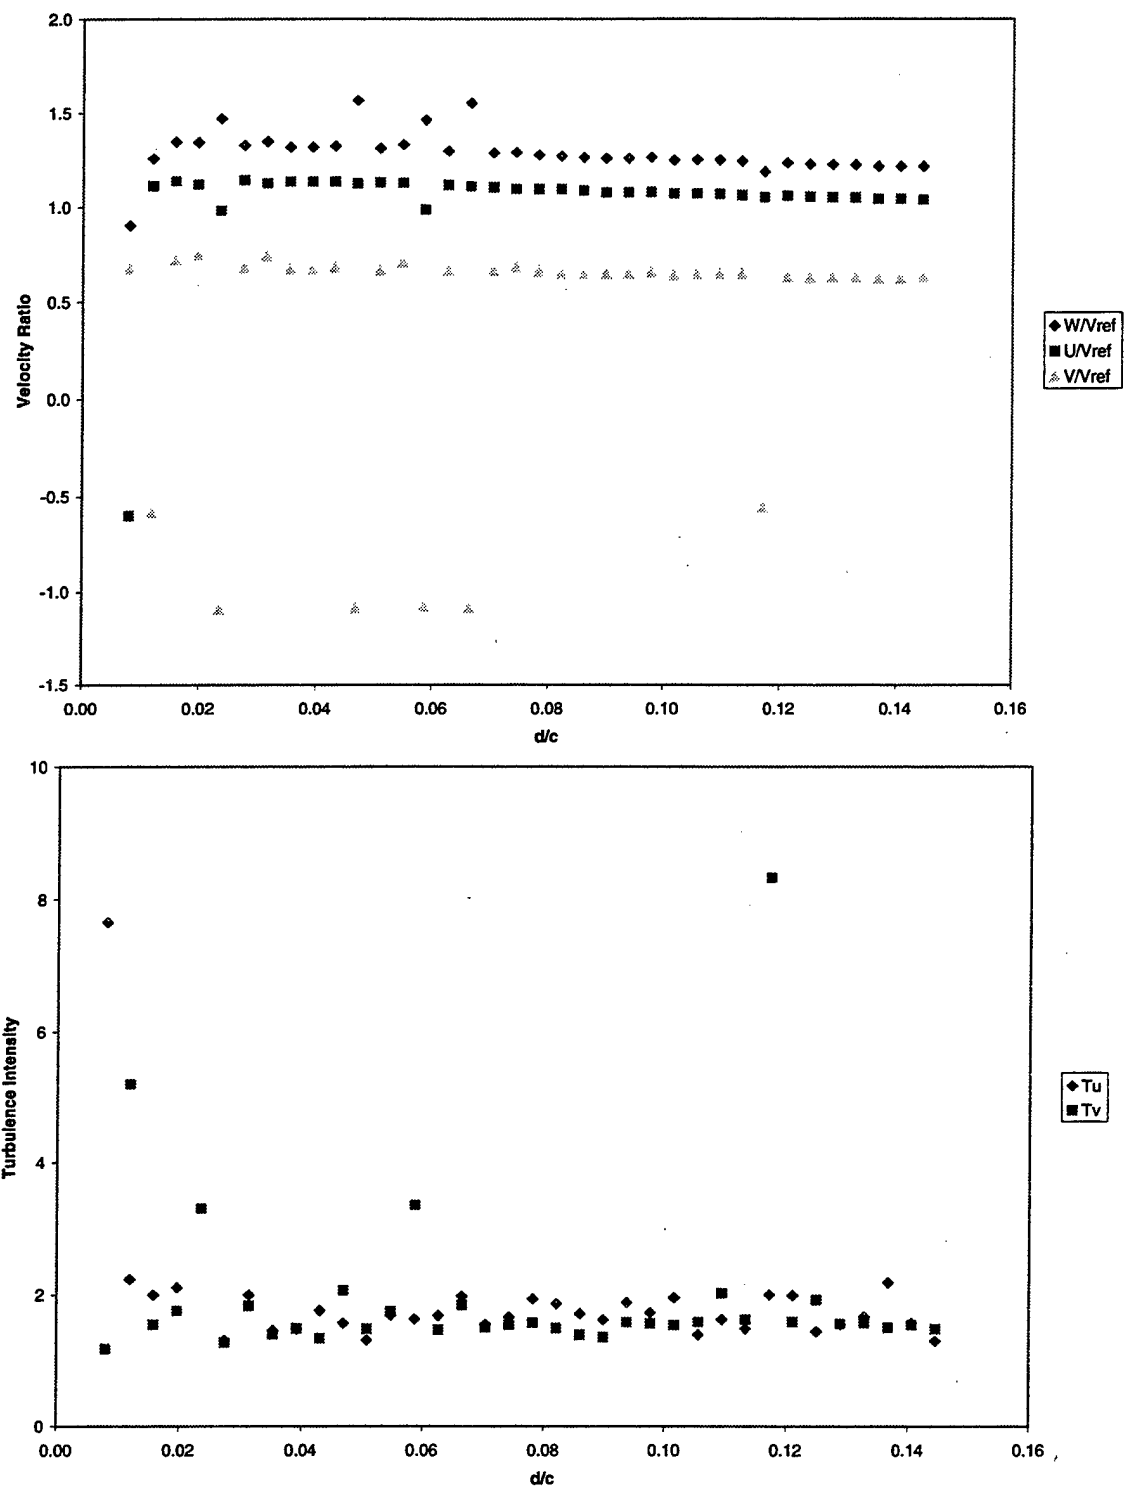 2.0
1.5
1.0
0.5
0.0
-0.5
-1.0
-1.5
Velocity Ratio
0.00 0.02 0.04 0.06 0.08 0.10 0.12 0.14 0.16
d/c
W/Vref
U/Vref
V/Vref
10
8
6
4
2
0
Turbulence Intensity
0.00 0.02 0.04 0.06 0.08 0.10 0.12 0.14 0.16
d/c
Tu
Tv